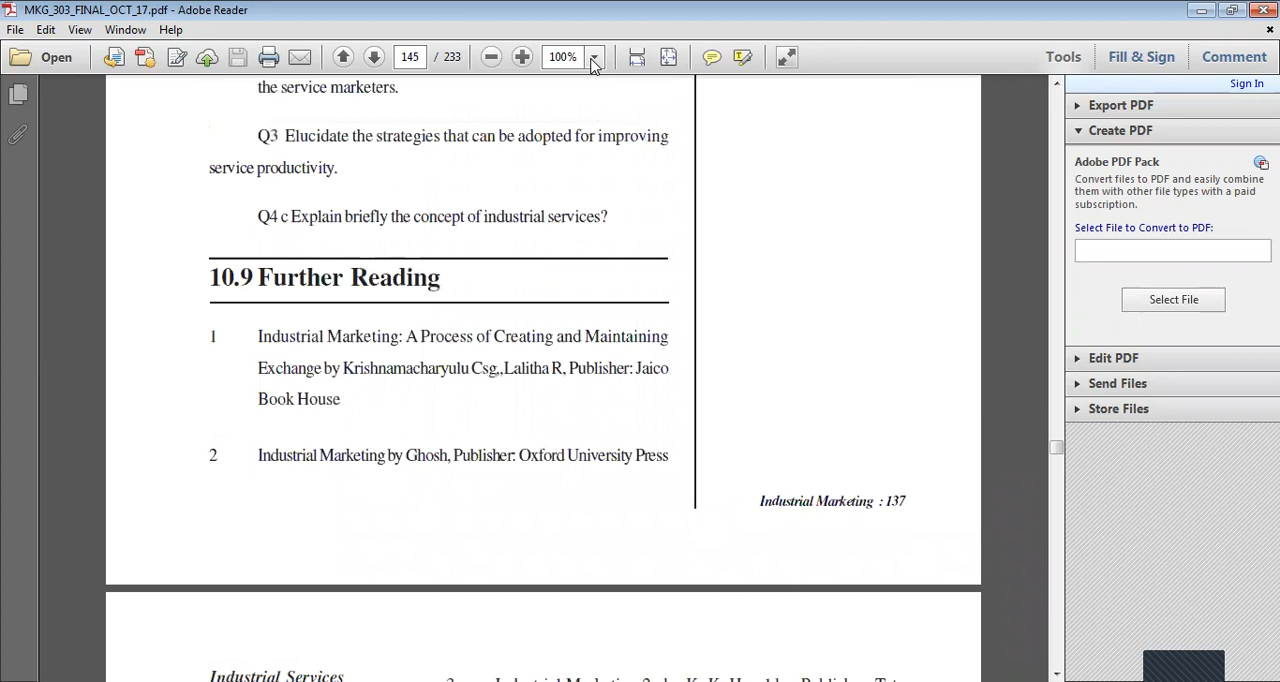 MKG_303_FINAL_OCT_17.pdf - Adobe Reader
File Edit View Window Help
Open 145 / 233 100% Tools Fill & Sign Comment
Sign In
Export PDF
Create PDF
Adobe PDF Pack
Convert files to PDF and easily combine
them with other file types with a paid
subscription.
Select File to Convert to PDF:
Select File
Edit PDF
Send Files
Store Files
the service marketers.
Q3 Elucidate the strategies that can be adopted for improving
service productivity.
Q4 c Explain briefly the concept of industrial services?
10.9 Further Reading
1 Industrial Marketing: A Process of Creating and Maintaining
Exchange by Krishnamacharyulu Csg,,Lalitha R, Publisher: Jaico
Book House
2 Industrial Marketing by Ghosh, Publisher: Oxford University Press
Industrial Marketing : 137
Industrial Services